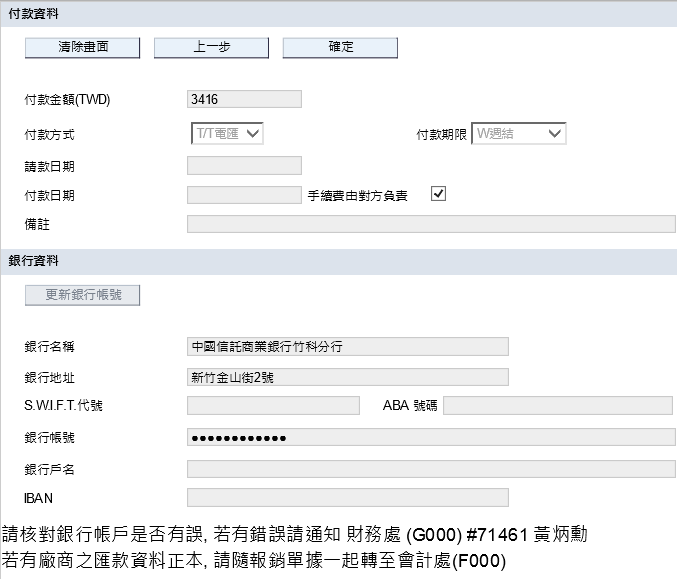 付款資料
清除畫面 上一步 確定
付款金額(TWD) 3416
付款方式 T/T電匯 付款期限 W週結
請款日期
付款日期 手續費由對方負責
備註
銀行資料
更新銀行帳號
銀行名稱 中國信託商業銀行竹科分行
銀行地址 新竹金山街2號
S.W.I.F.T.代號 ABA 號碼
銀行帳號 ●●●●●●●●●●●●
銀行戶名
IBAN
請核對銀行帳戶是否有誤, 若有錯誤請通知 財務處 (G000) #71461 黃炳勳
若有廠商之匯款資料正本, 請隨報銷單據一起轉至會計處(F000)